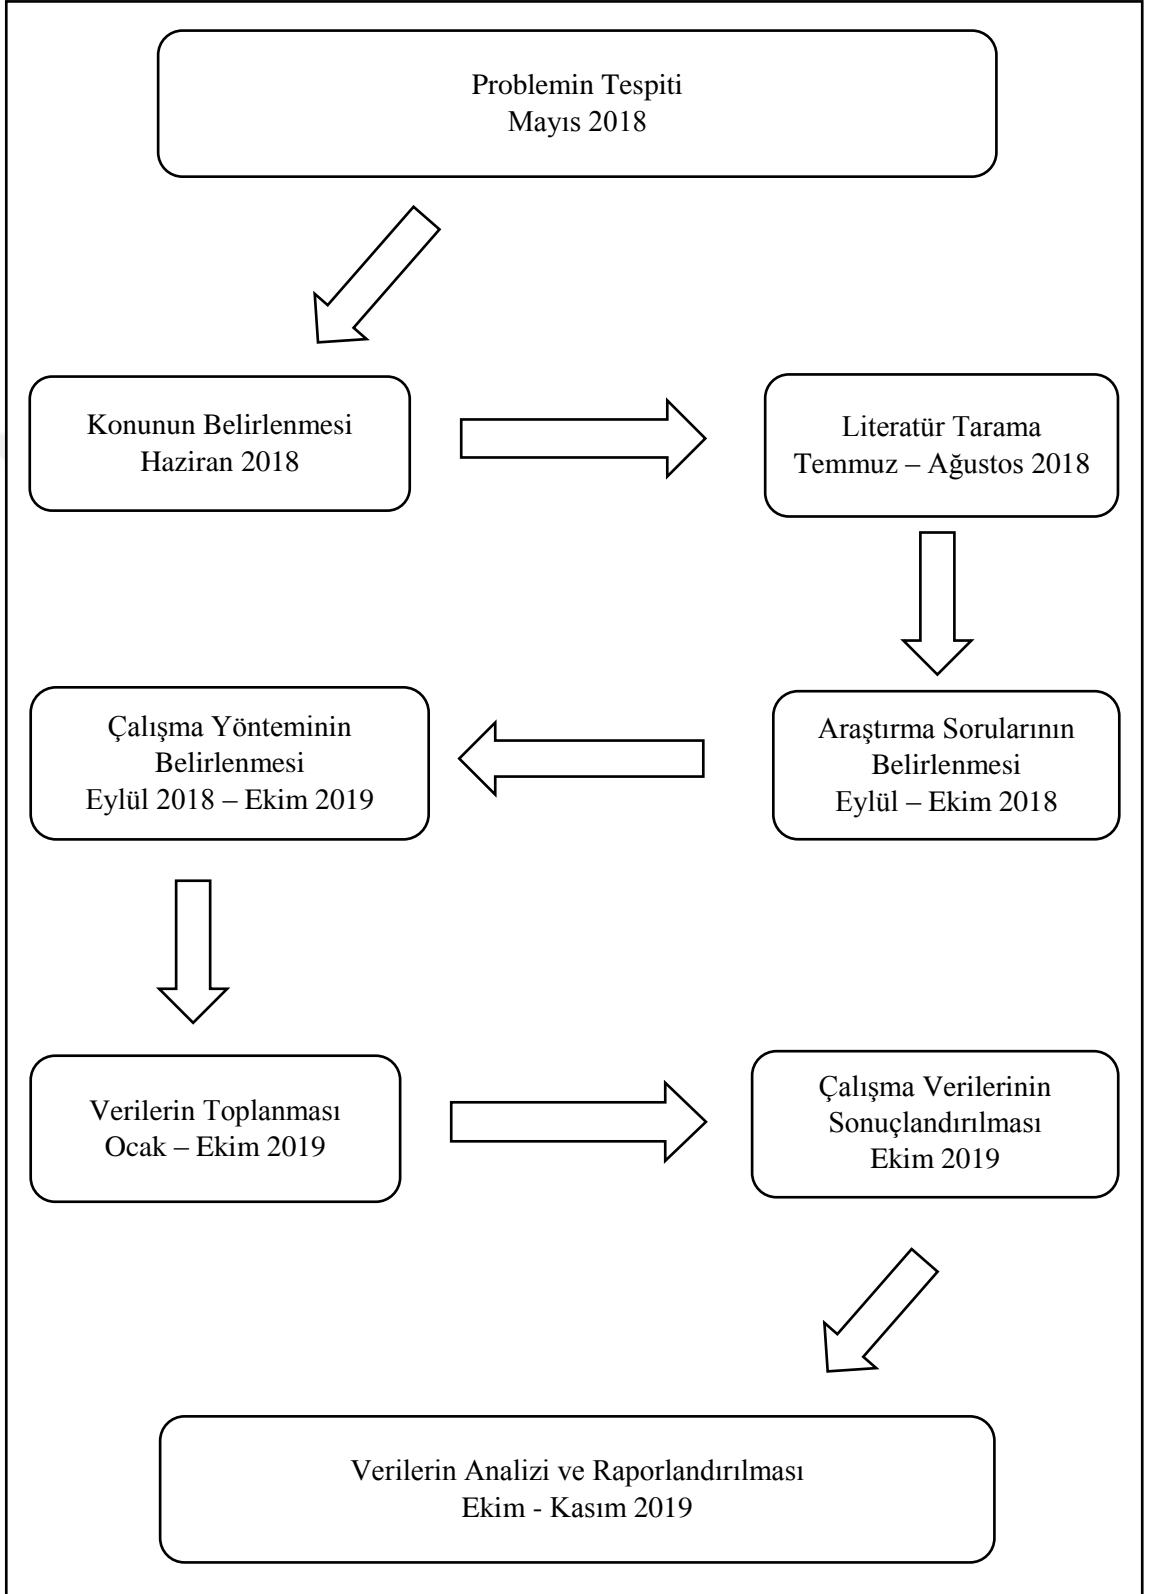 Problemin Tespiti
Mayıs 2018
Konunun Belirlenmesi
Haziran 2018
Literatür Tarama
Temmuz – Ağustos 2018
Araştırma Sorularının
Belirlenmesi
Eylül – Ekim 2018
Çalışma Yönteminin
Belirlenmesi
Eylül 2018 – Ekim 2019
Verilerin Toplanması
Ocak – Ekim 2019
Çalışma Verilerinin
Sonuçlandırılması
Ekim 2019
Verilerin Analizi ve Raporlandırılması
Ekim - Kasım 2019